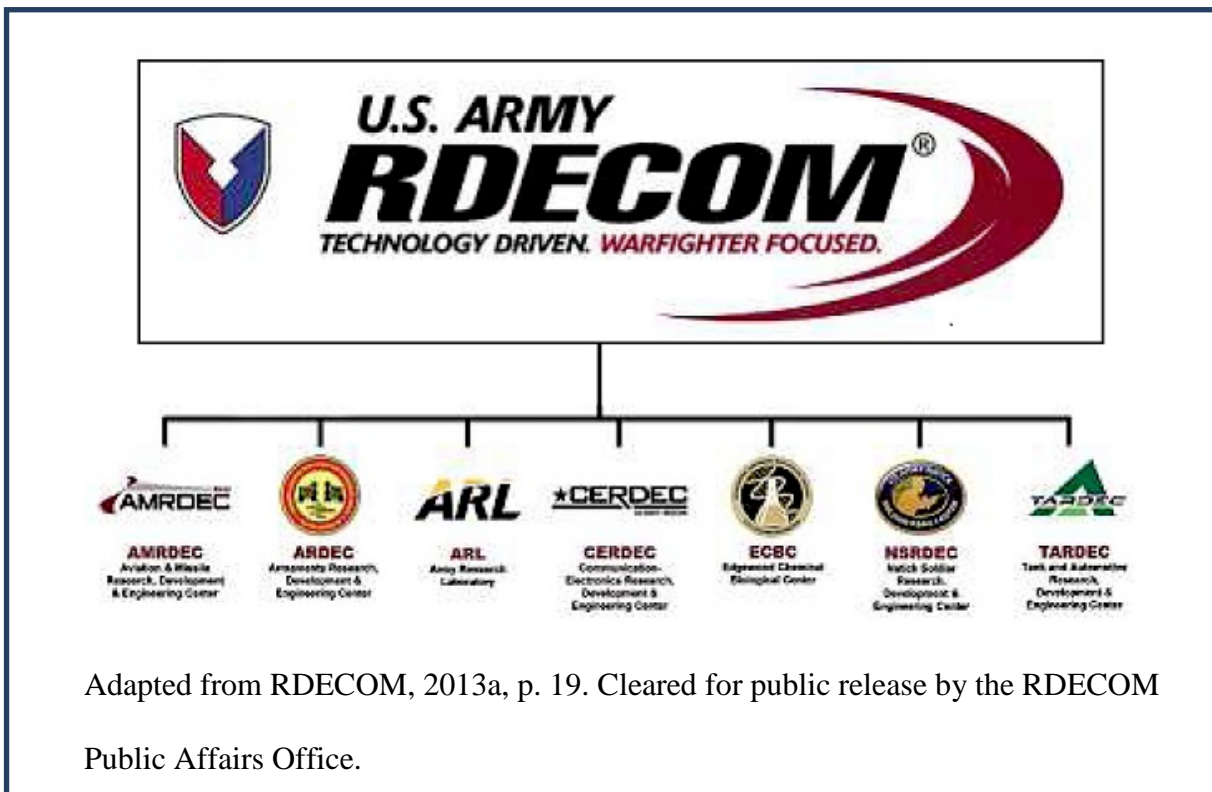 U.S. ARMY
RDECOM®
TECHNOLOGY DRIVEN. WARFIGHTER FOCUSED.
AMRDEC
ARL
★CERDEC
TARDEC
AMRDEC
Aviation & Missile
Research, Development
& Engineering Center
ARDEC
Armaments Research,
Development &
Engineering Center
ARL
Army Research
Laboratory
CERDEC
Communication-
Electronics Research,
Development &
Engineering Center
ECBC
Edgewood Chemical
Biological Center
NSRDEC
Natick Soldier
Research,
Development &
Engineering Center
TARDEC
Tank and Automotive
Research,
Development &
Engineering Center
Adapted from RDECOM, 2013a, p. 19. Cleared for public release by the RDECOM
Public Affairs Office.